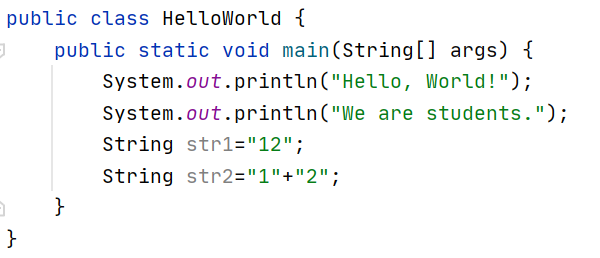 public class HelloWorld {
    public static void main(String[] args) {
        System.out.println("Hello, World!");
        System.out.println("We are students.");
        String str1="12";
        String str2="1"+"2";
    }
}